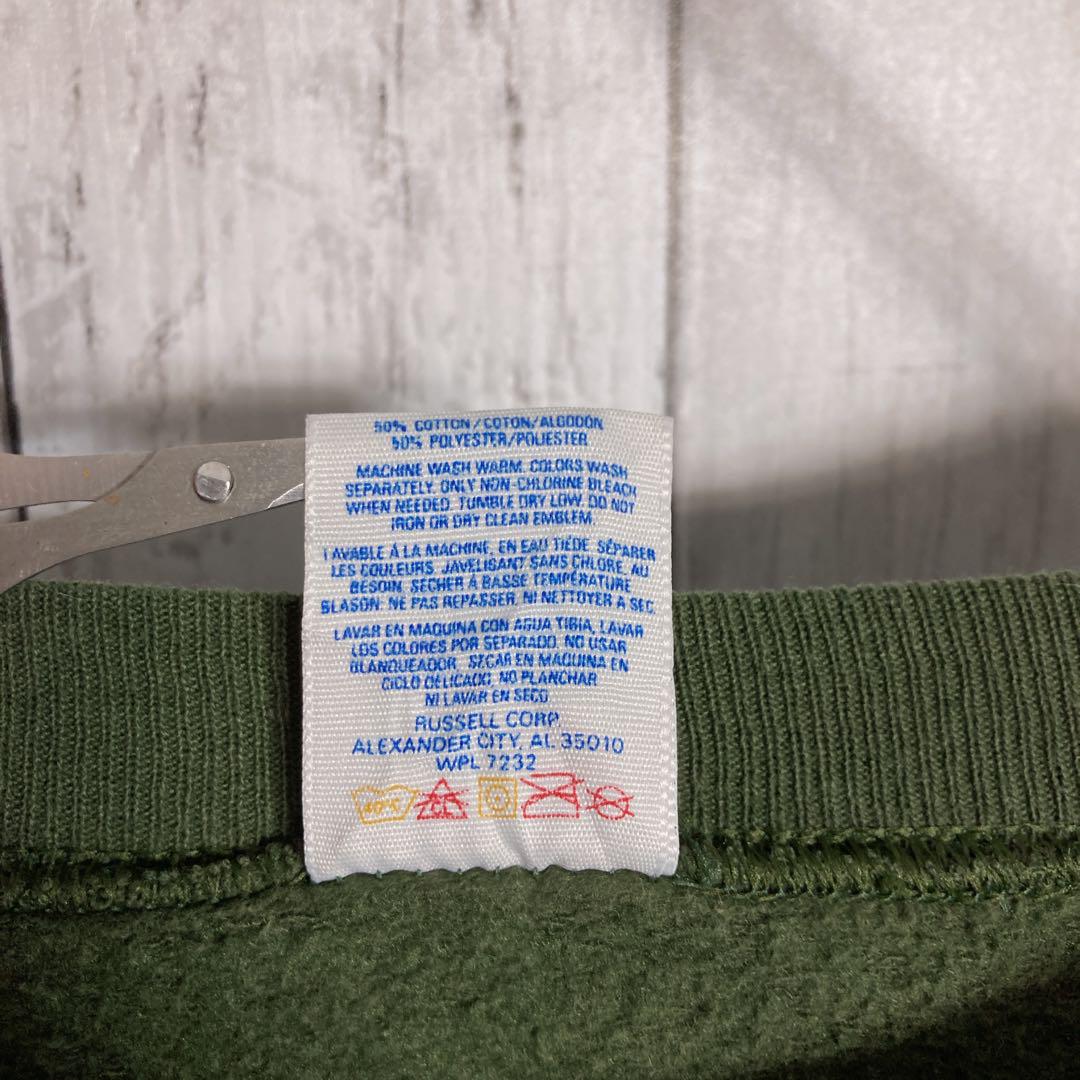 50% COTTON/COTON/ALGODÓN
50% POLYESTER/POLIESTER
MACHINE WASH WARM, COLORS WASH
SEPARATELY. ONLY NON-CHLORINE BLEACH
WHEN NEEDED. TUMBLE DRY LOW. DO NOT
IRON OR DRY CLEAN EMBLEM
LAVABLE À LA MACHINE, EN EAU TIÈDE, SÉPARER
LES COULEURS. JAVELISANT SANS CHLORE, AU
BESOIN. SÉCHER À BASSE TEMPÉRATURE
BLASON: NE PAS REPASSER, NI NETTOYER A SEC.
LAVAR EN MAQUINA CON AGUA TIBIA, LAVAR
LOS COLORES POR SEPARADO. NO USAR
BLANQUEADOR. SECAR EN MAQUINA EN
CICLO DELICADO, NO PLANCHAR
NI LAVAR EN SECO
RUSSELL CORP.
ALEXANDER CITY, AL 35010
WPL 7232
40°C CL